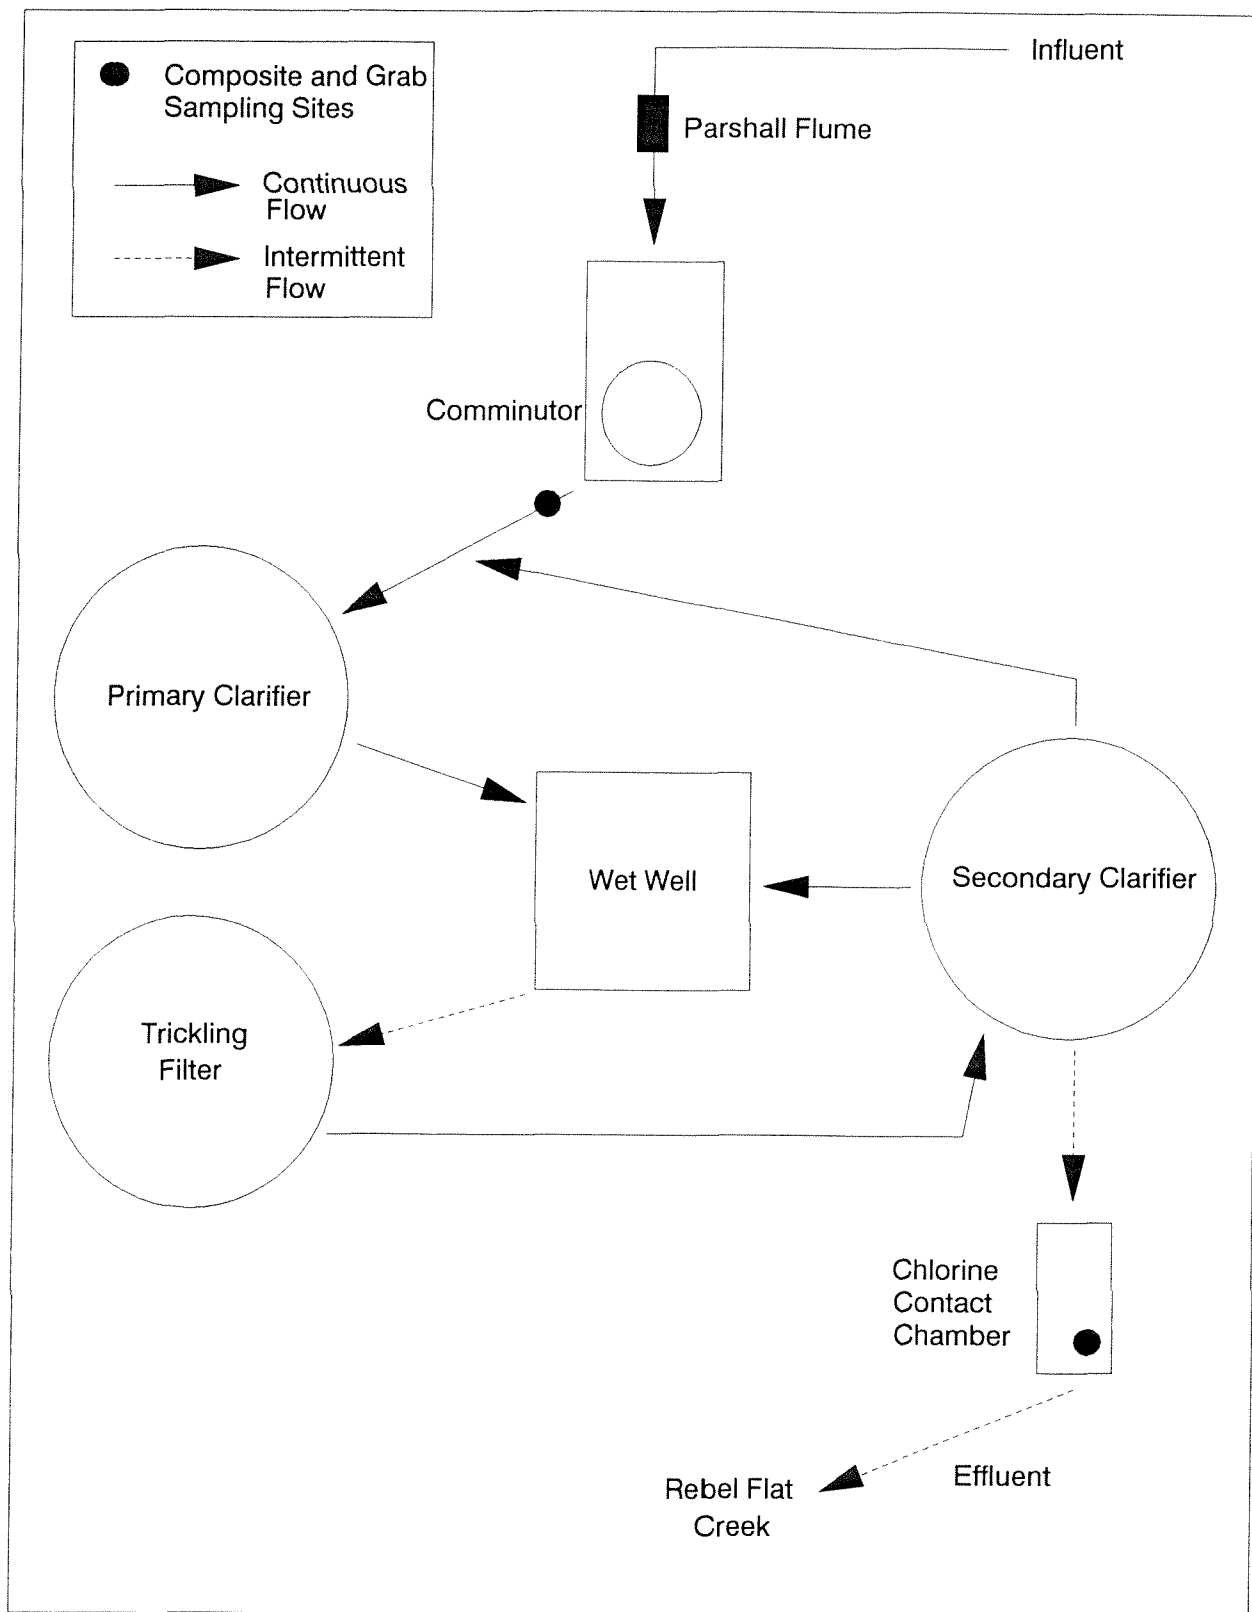 Influent
Composite and Grab
Sampling Sites
Parshall Flume
Continuous
Flow
Intermittent
Flow
Comminutor
Primary Clarifier
Wet Well
Secondary Clarifier
Trickling
Filter
Chlorine
Contact
Chamber
Effluent
Rebel Flat
Creek